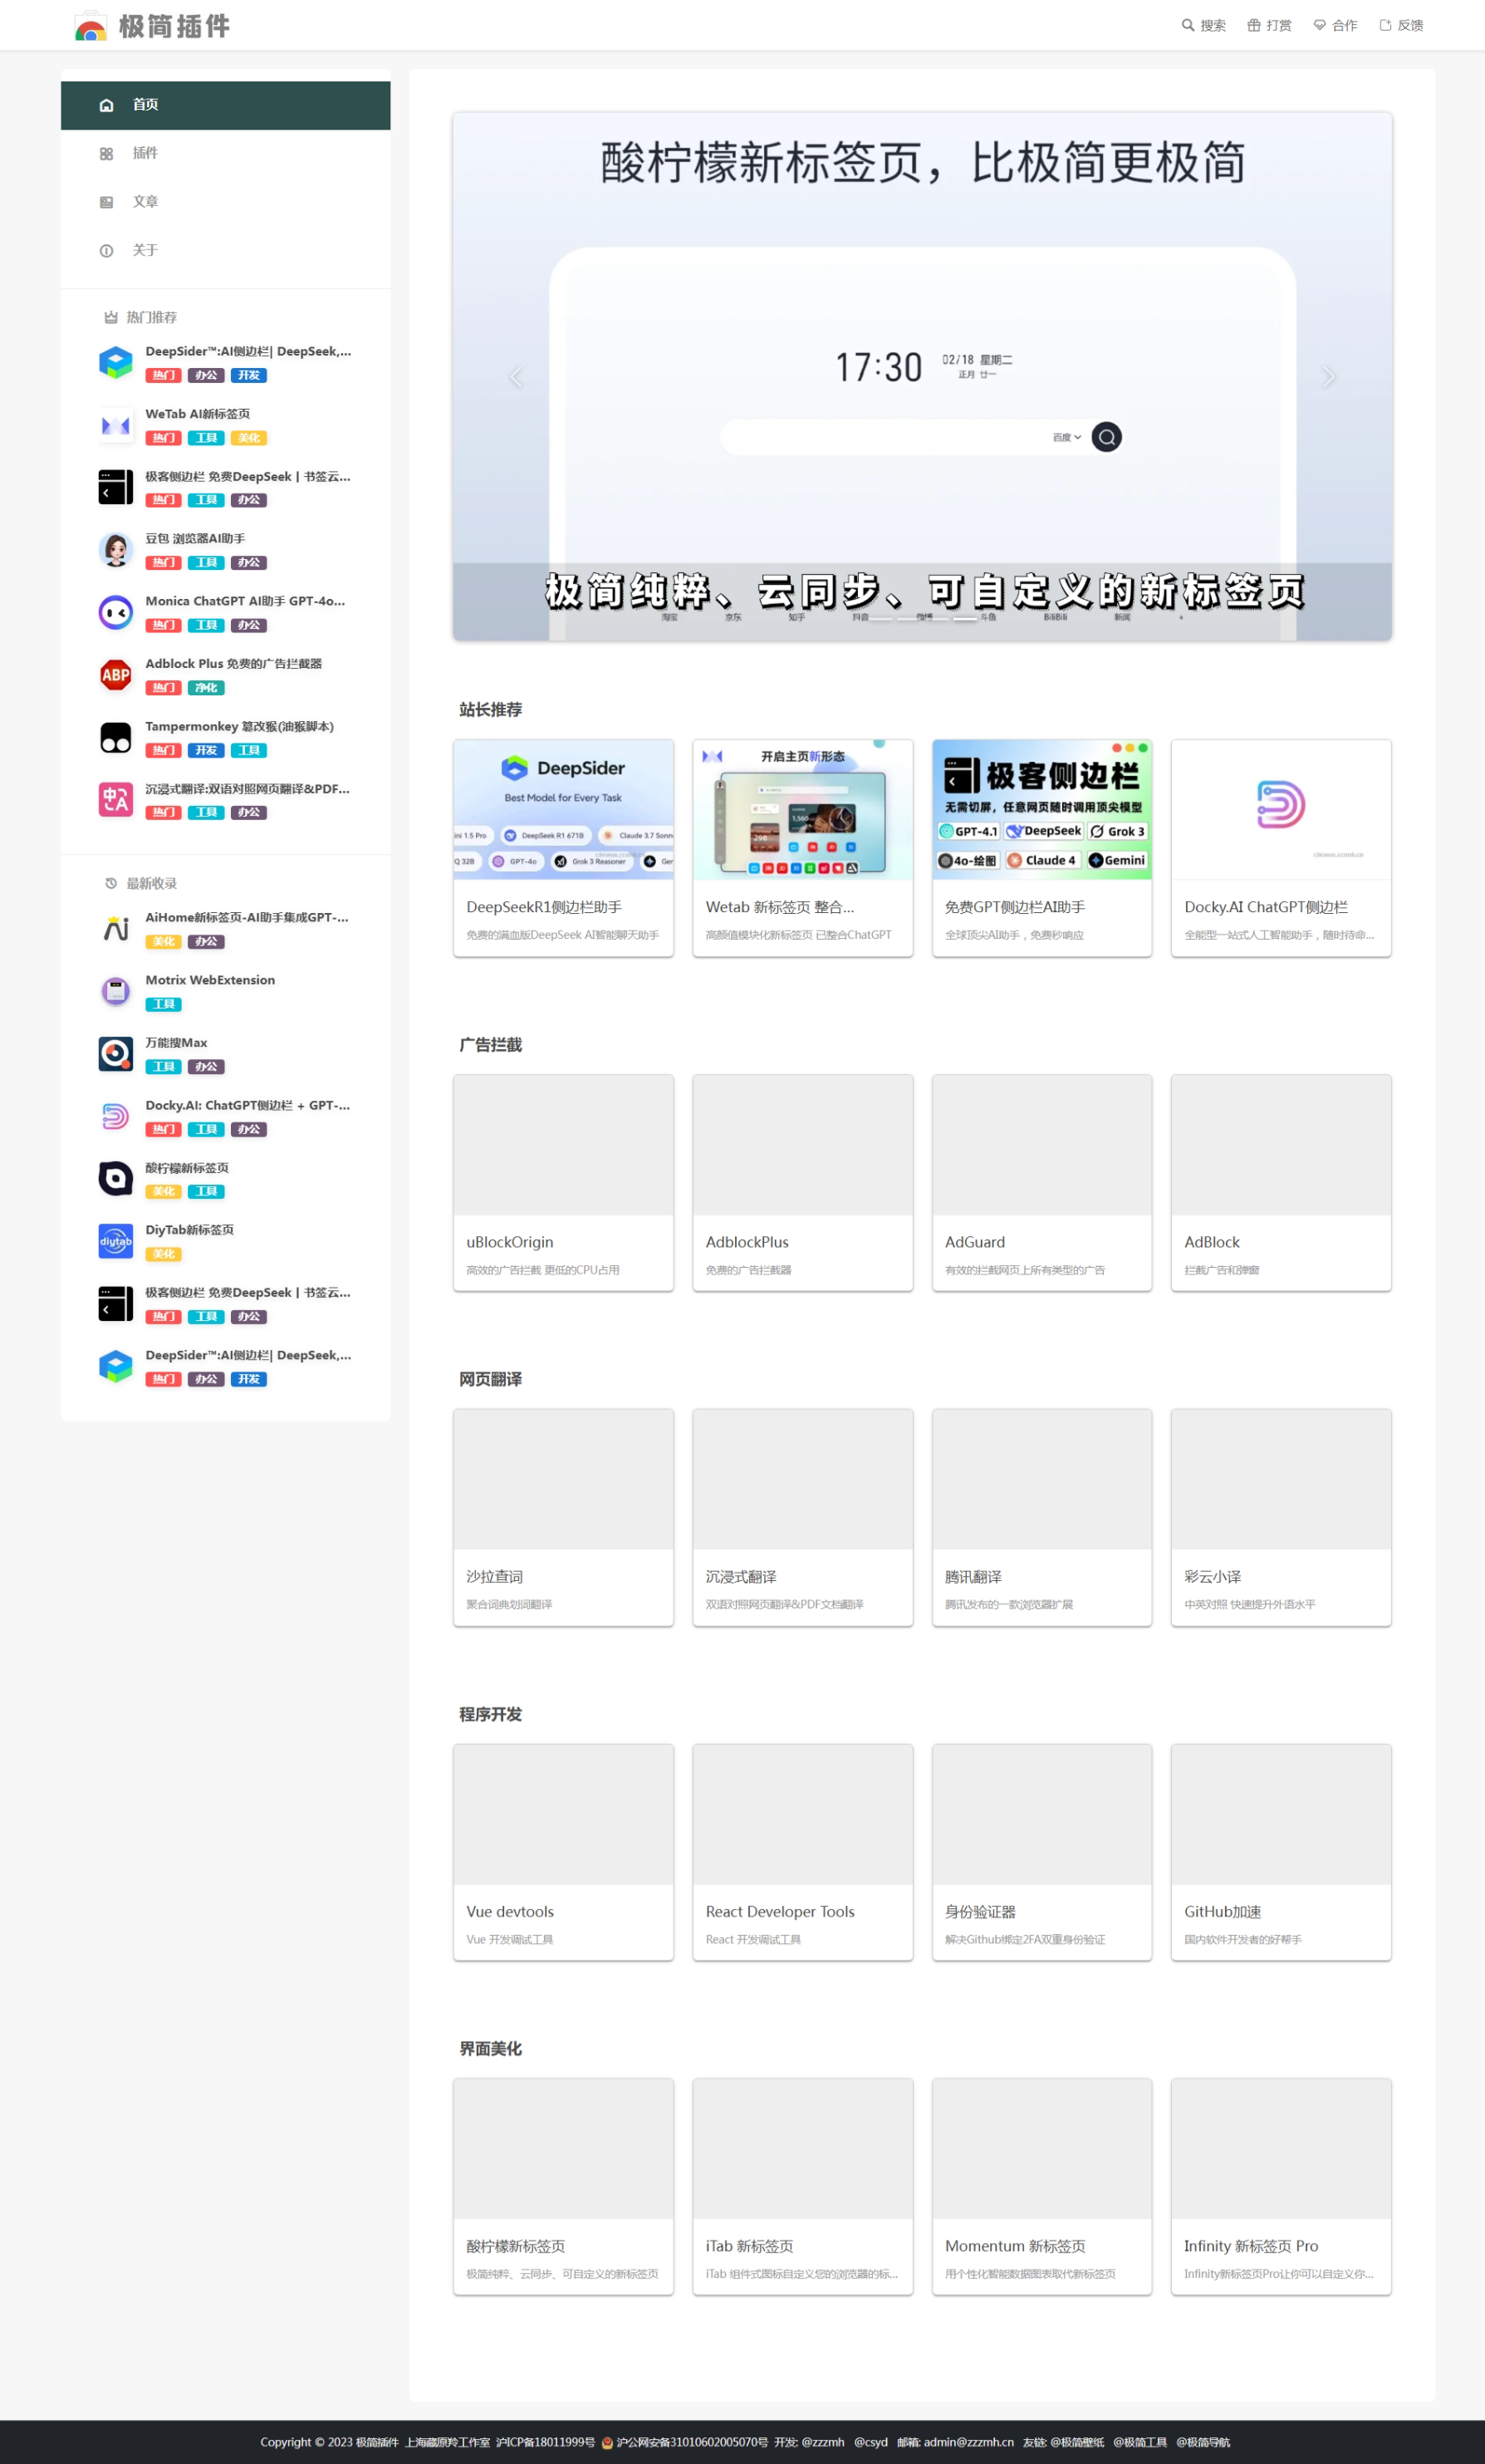 极简插件
搜索
打赏
合作
反馈
首页
插件
文章
关于
热门推荐
DeepSider™:AI侧边栏| DeepSeek,...
热门 办公 开发
WeTab AI新标签页
热门 工具 美化
极客侧边栏 免费DeepSeek | 书签云...
热门 工具 办公
豆包 浏览器AI助手
热门 工具 办公
Monica ChatGPT AI助手 GPT-4o...
热门 工具 办公
Adblock Plus 免费的广告拦截器
热门 净化
Tampermonkey 篡改猴(油猴脚本)
热门 开发 工具
沉浸式翻译:双语对照网页翻译&PDF...
热门 工具 办公
最新收录
AiHome新标签页-AI助手集成GPT-...
美化 办公
Motrix WebExtension
工具
万能搜Max
工具 办公
Docky.AI: ChatGPT侧边栏 + GPT-...
热门 工具 办公
酸柠檬新标签页
美化 工具
DiyTab新标签页
美化
极客侧边栏 免费DeepSeek | 书签云...
热门 工具 办公
DeepSider™:AI侧边栏| DeepSeek,...
热门 办公 开发
ABP
diytab
酸柠檬新标签页，比极简更极简
17:30 02/18 星期二
正月 廿一
百度
极简纯粹、云同步、可自定义的新标签页
淘宝 京东 知乎 抖音 微博 斗鱼 BiliBili 新闻 +
站长推荐
DeepSider
Best Model for Every Task
ini 1.5 Pro DeepSeek R1 671B Claude 3.7 Sonn
Q 32B GPT-4o Grok 3 Reasoner Ger
DeepSeekR1侧边栏助手
免费的满血版DeepSeek AI智能聊天助手
开启主页新形态
Wetab 新标签页 整合...
高颜值模块化新标签页 已整合ChatGPT
极客侧边栏
无需切屏，任意网页随时调用顶尖模型
GPT-4.1 DeepSeek Grok 3
4o-绘图 Claude 4 Gemini
免费GPT侧边栏AI助手
全球顶尖AI助手，免费秒响应
Docky.AI ChatGPT侧边栏
全能型一站式人工智能助手，随时待命...
广告拦截
uBlockOrigin
高效的广告拦截 更低的CPU占用
AdblockPlus
免费的广告拦截器
AdGuard
有效的拦截网页上所有类型的广告
AdBlock
拦截广告和弹窗
网页翻译
沙拉查词
聚合词典划词翻译
沉浸式翻译
双语对照网页翻译&PDF文档翻译
腾讯翻译
腾讯发布的一款浏览器扩展
彩云小译
中英对照 快速提升外语水平
程序开发
Vue devtools
Vue 开发调试工具
React Developer Tools
React 开发调试工具
身份验证器
解决Github绑定2FA双重身份验证
GitHub加速
国内软件开发者的好帮手
界面美化
酸柠檬新标签页
极简纯粹、云同步、可自定义的新标签页
iTab 新标签页
iTab 组件式图标自定义您的浏览器的标...
Momentum 新标签页
用个性化智能数据图表取代新标签页
Infinity 新标签页 Pro
Infinity新标签页Pro让你可以自定义你...
Copyright © 2023 极简插件 上海藏原羚工作室 沪ICP备18011999号 沪公网安备31010602005070号 开发: @zzzmh @csyd 邮箱: admin@zzzmh.cn 友链: @极简壁纸 @极简工具 @极简导航